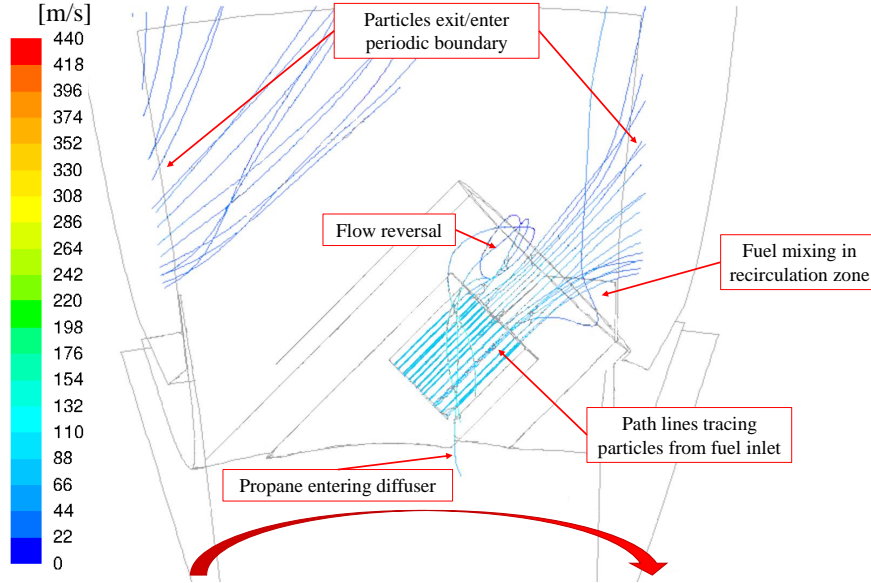 [m/s]
440
418
396
374
352
330
308
286
264
242
220
198
176
154
132
110
88
66
44
22
0
Particles exit/enter
periodic boundary
Flow reversal
Fuel mixing in
recirculation zone
Path lines tracing
particles from fuel inlet
Propane entering diffuser